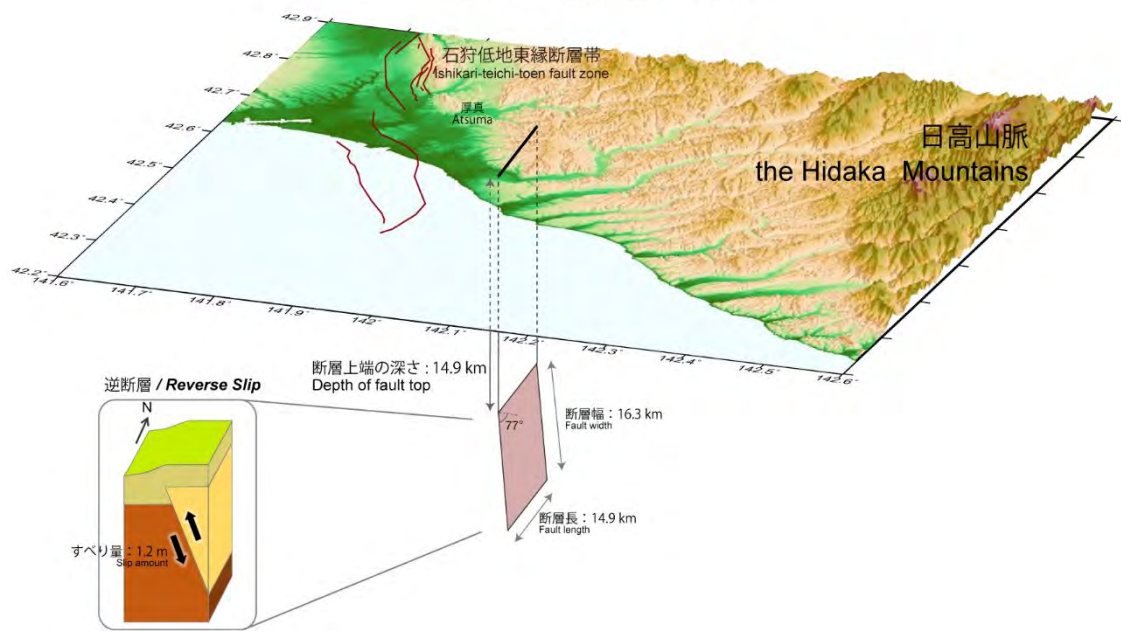 42.9°
42.8°
42.7°
42.6°
42.5°
42.4°
42.3°
42.2°
141.6°
141.7°
141.8°
141.9°
142°
142.1°
142.2°
142.3°
142.4°
142.5°
142.6°
石狩低地東縁断層帯
Ishikari-teichi-toen fault zone
厚真
Atsuma
日高山脈
the Hidaka Mountains
断層上端の深さ : 14.9 km
Depth of fault top
77°
断層幅：16.3 km
Fault width
断層長：14.9 km
Fault length
逆断層 / Reverse Slip
N
すべり量：1.2 m
Slip amount